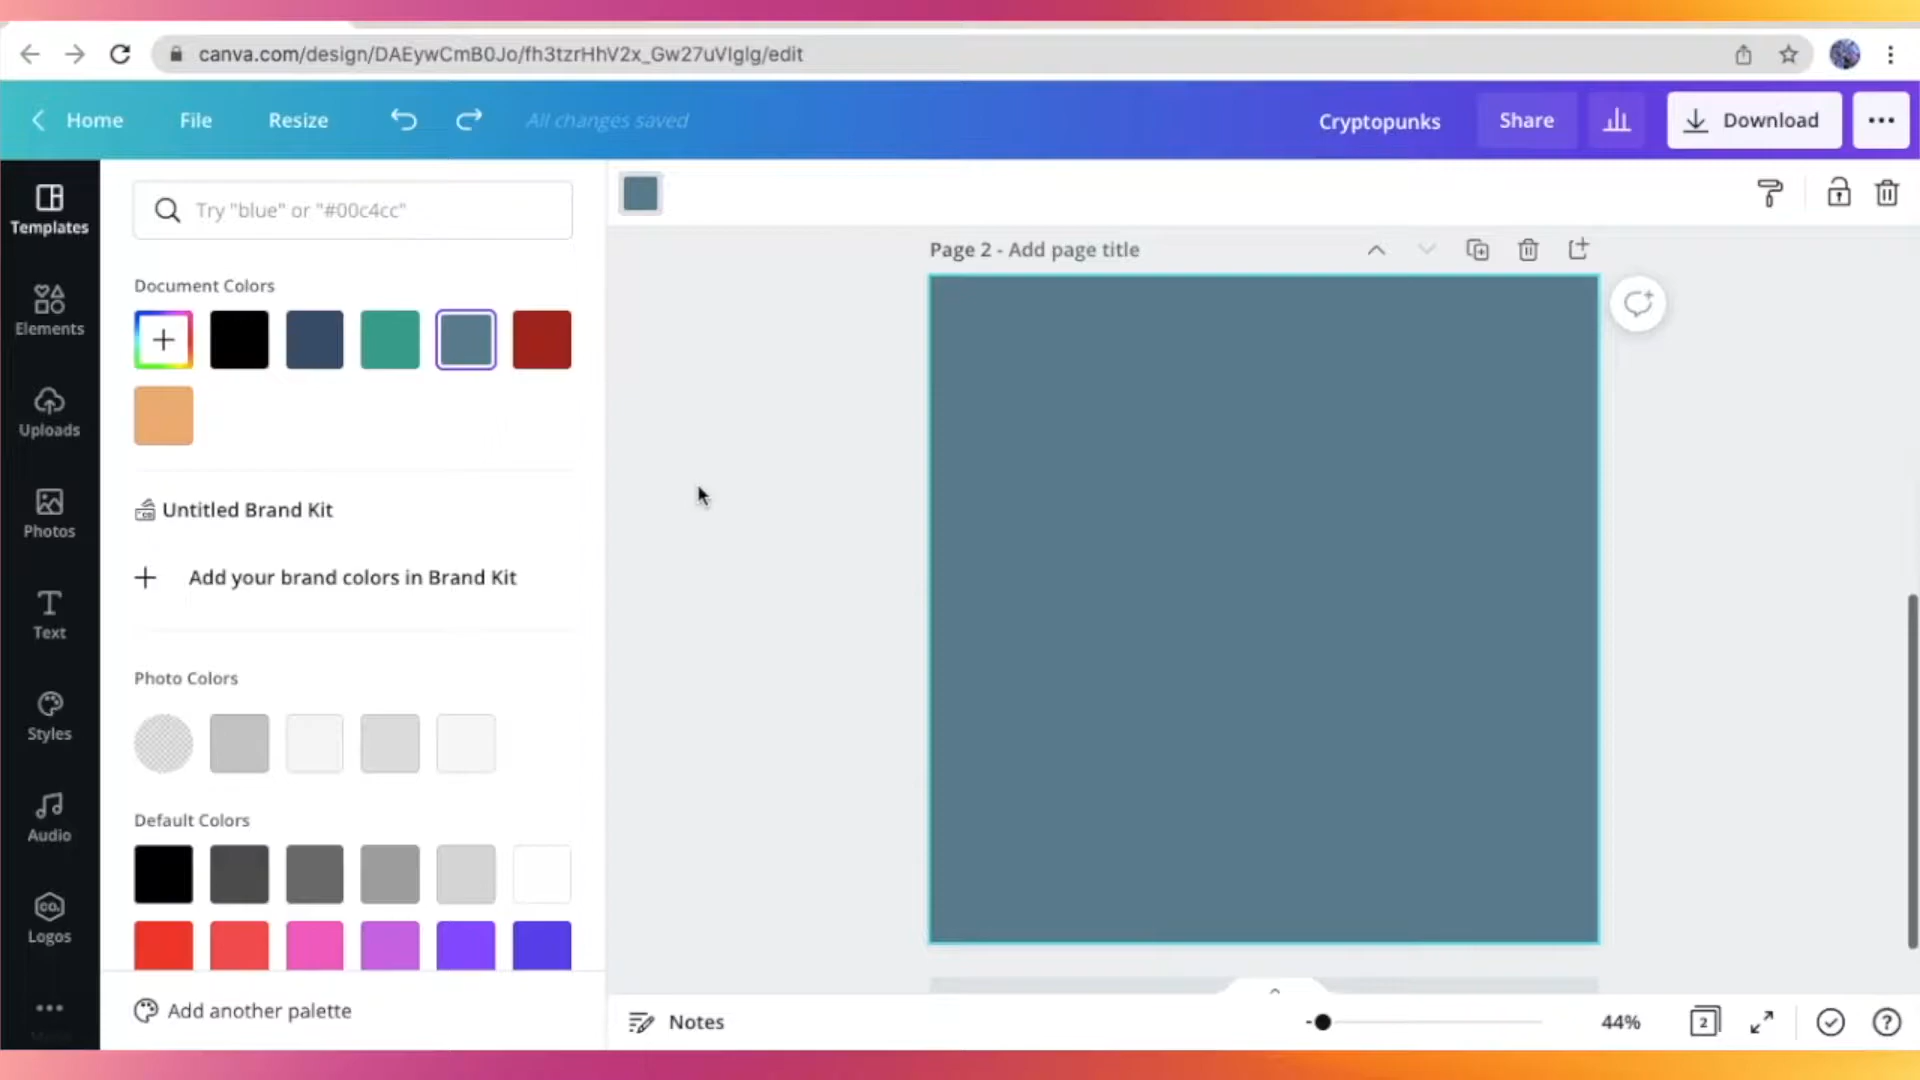 canva.com/design/DAEywCmB0Jo/fh3tzrHhV2x_Gw27uVIglg/edit
Home File Resize All changes saved Cryptopunks Share Download
Templates
Elements
Uploads
Photos
Text
Styles
Audio
Logos
Try "blue" or "#00c4cc"
Document Colors
Untitled Brand Kit
Add your brand colors in Brand Kit
Photo Colors
Default Colors
Add another palette
Page 2 - Add page title
Notes
44%
2
CO.